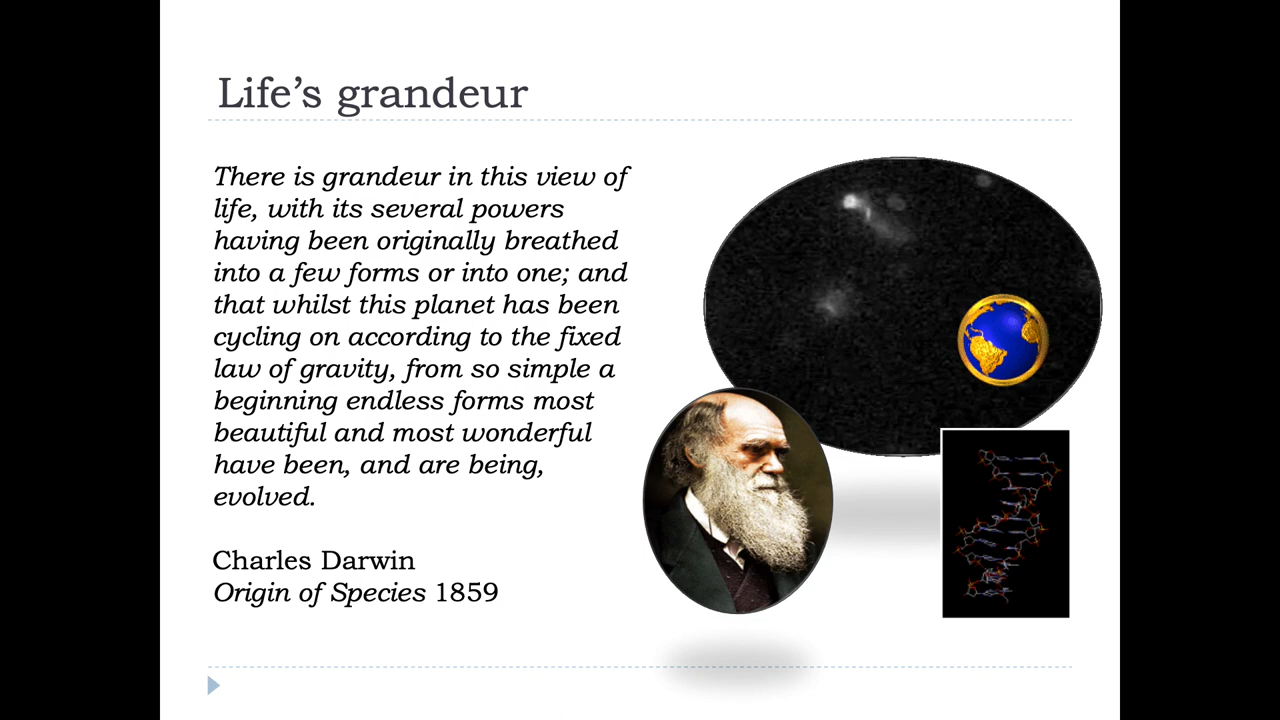 Life’s grandeur
There is grandeur in this view of
life, with its several powers
having been originally breathed
into a few forms or into one; and
that whilst this planet has been
cycling on according to the fixed
law of gravity, from so simple a
beginning endless forms most
beautiful and most wonderful
have been, and are being,
evolved.
Charles Darwin
Origin of Species 1859